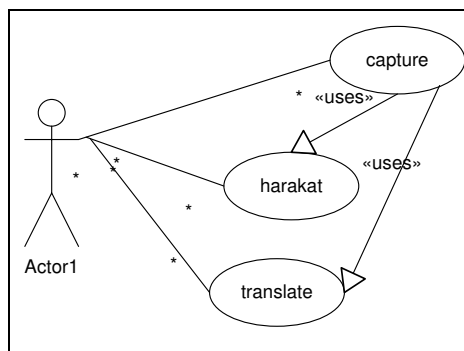 capture
* «uses»
«uses»
*
*
*
harakat
*
*
Actor1
translate